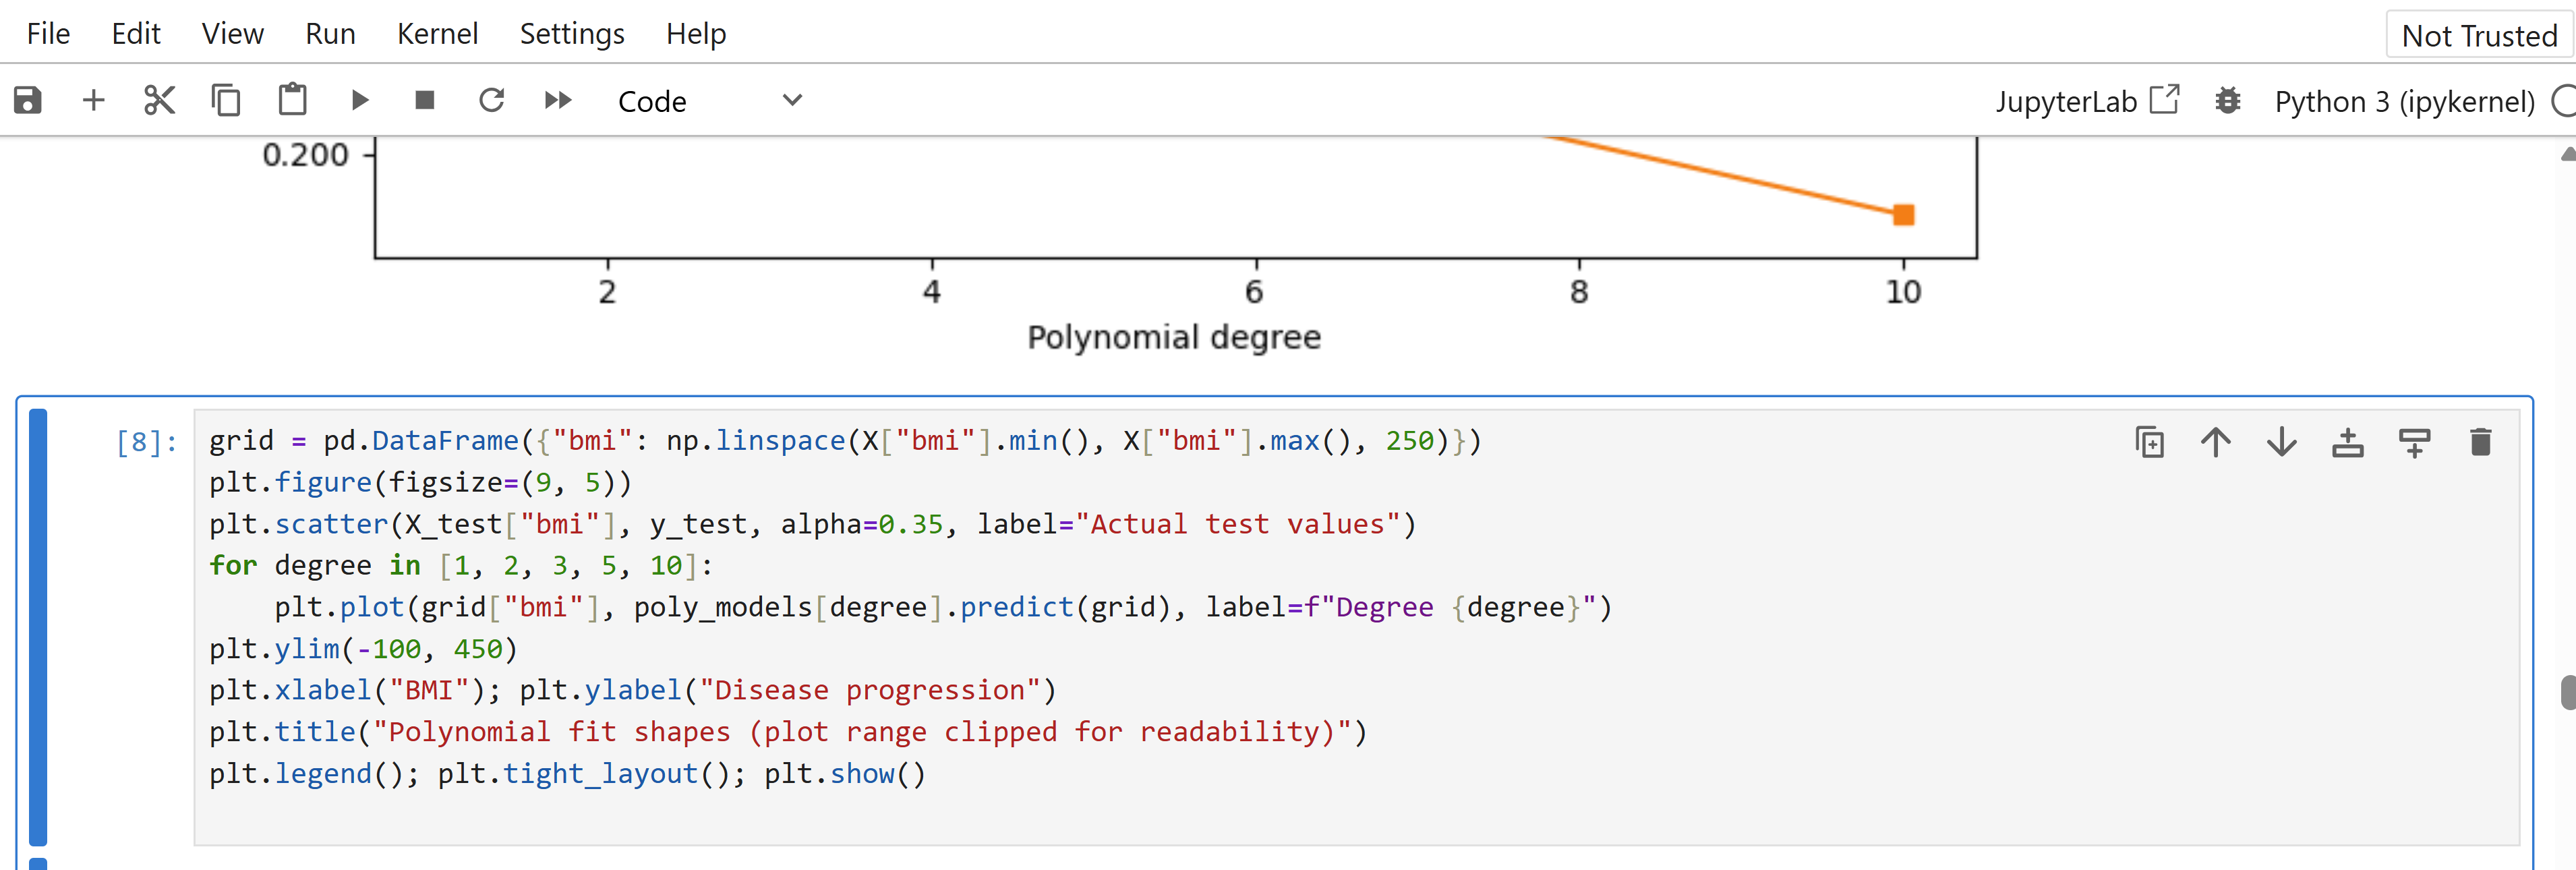 File Edit View Run Kernel Settings Help Not Trusted
Code JupyterLab Python 3 (ipykernel)
0.200
2 4 6 8 10
Polynomial degree
[8]:
grid = pd.DataFrame({"bmi": np.linspace(X["bmi"].min(), X["bmi"].max(), 250)})
plt.figure(figsize=(9, 5))
plt.scatter(X_test["bmi"], y_test, alpha=0.35, label="Actual test values")
for degree in [1, 2, 3, 5, 10]:
    plt.plot(grid["bmi"], poly_models[degree].predict(grid), label=f"Degree {degree}")
plt.ylim(-100, 450)
plt.xlabel("BMI"); plt.ylabel("Disease progression")
plt.title("Polynomial fit shapes (plot range clipped for readability)")
plt.legend(); plt.tight_layout(); plt.show()